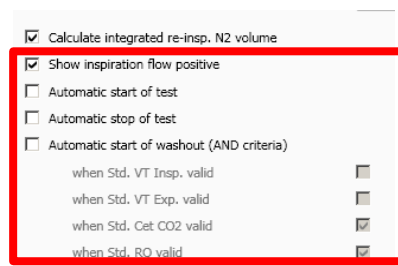 Calculate integrated re-insp. N2 volume
Show inspiration flow positive
Automatic start of test
Automatic stop of test
Automatic start of washout (AND criteria)
when Std. VT Insp. valid
when Std. VT Exp. valid
when Std. Cet CO2 valid
when Std. RQ valid